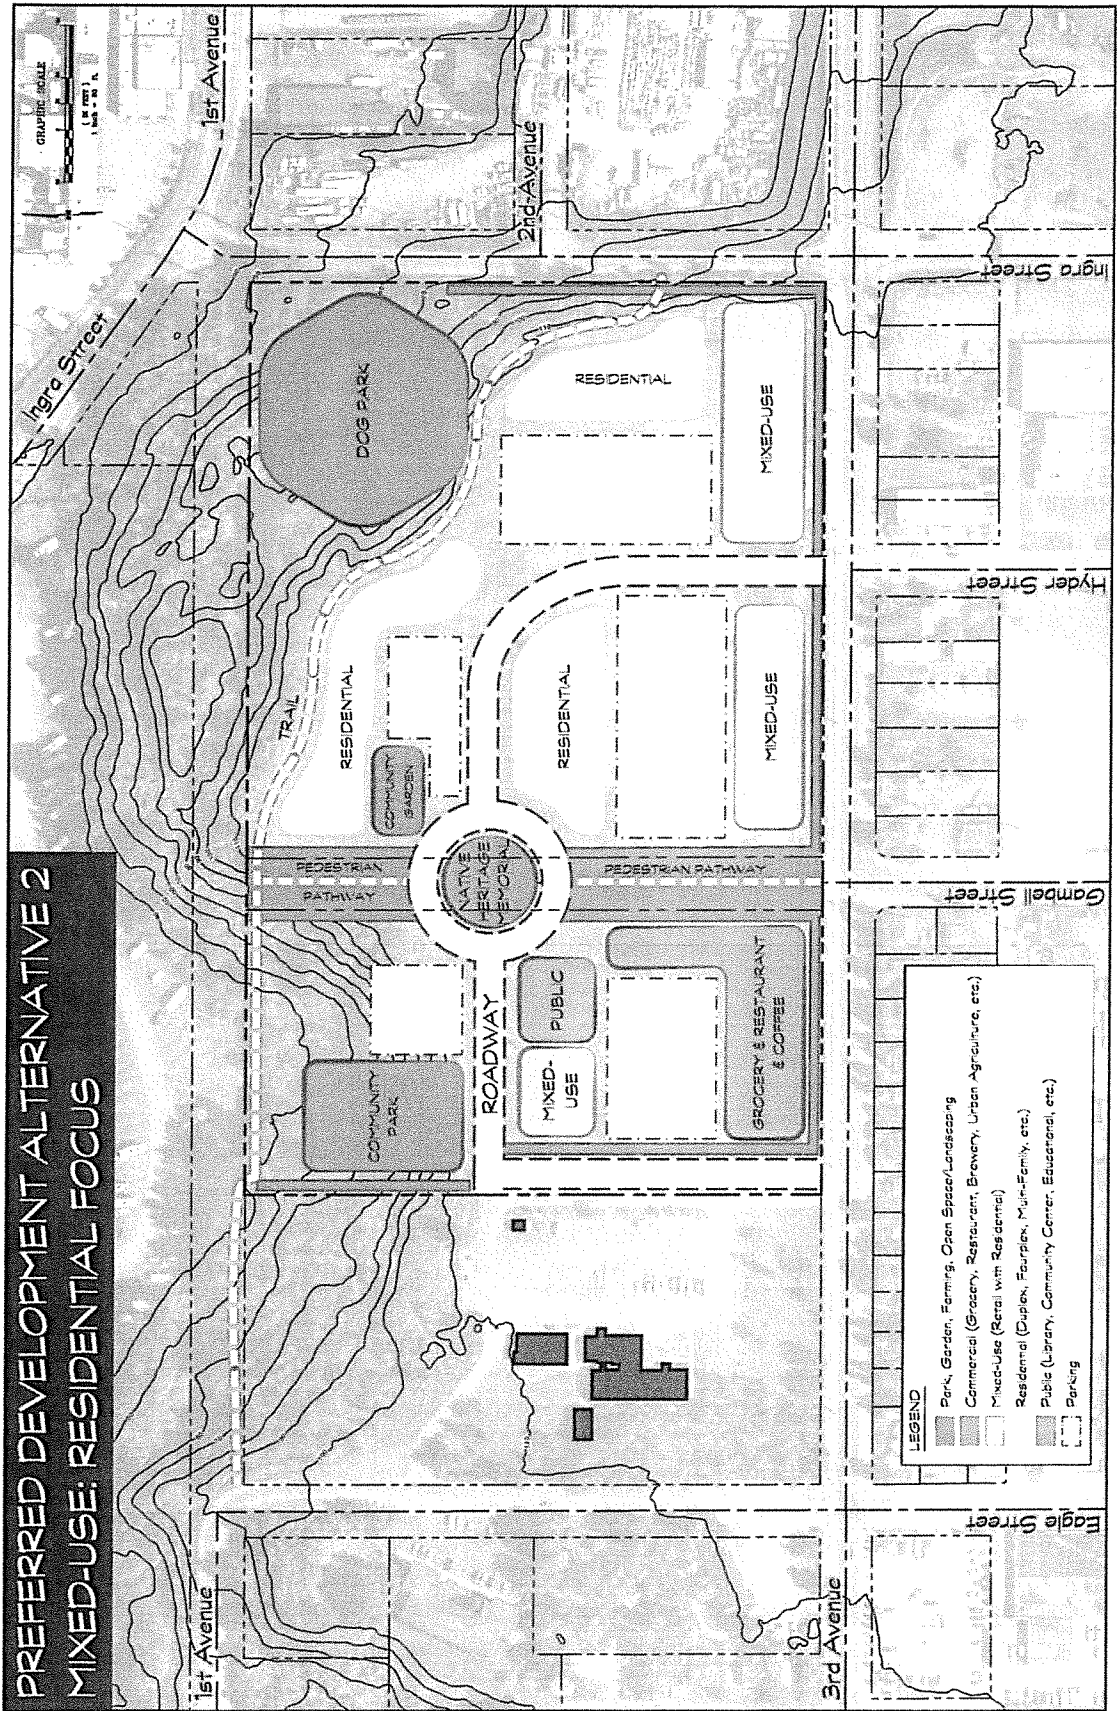 PREFERRED DEVELOPMENT ALTERNATIVE 2
MIXED-USE: RESIDENTIAL FOCUS
GRAPHIC SCALE
( IN FEET )
1st Avenue
Ingra Street
1st Avenue
2nd Avenue
3rd Avenue
Eagle Street
Gambell Street
Hyder Street
Ingra Street
TRAIL
COMMUNITY
PARK
ROADWAY
MIXED-
USE
PUBLIC
GROCERY & RESTAURANT
& COFFEE
PEDESTRIAN
PATHWAY
NATIVE
HERITAGE
MEMORIAL
PEDESTRIAN PATHWAY
COMMUNITY
GARDEN
RESIDENTIAL
RESIDENTIAL
MIXED-USE
DOG PARK
RESIDENTIAL
MIXED-USE
LEGEND
Park, Garden, Farming, Open Space/Landscaping
Commercial (Grocery, Restaurant, Brewery, Urban Agriculture, etc.)
Mixed-Use (Retail with Residential)
Residential (Duplex, Fourplex, Multi-Family, etc.)
Public (Library, Community Center, Educational, etc.)
Parking